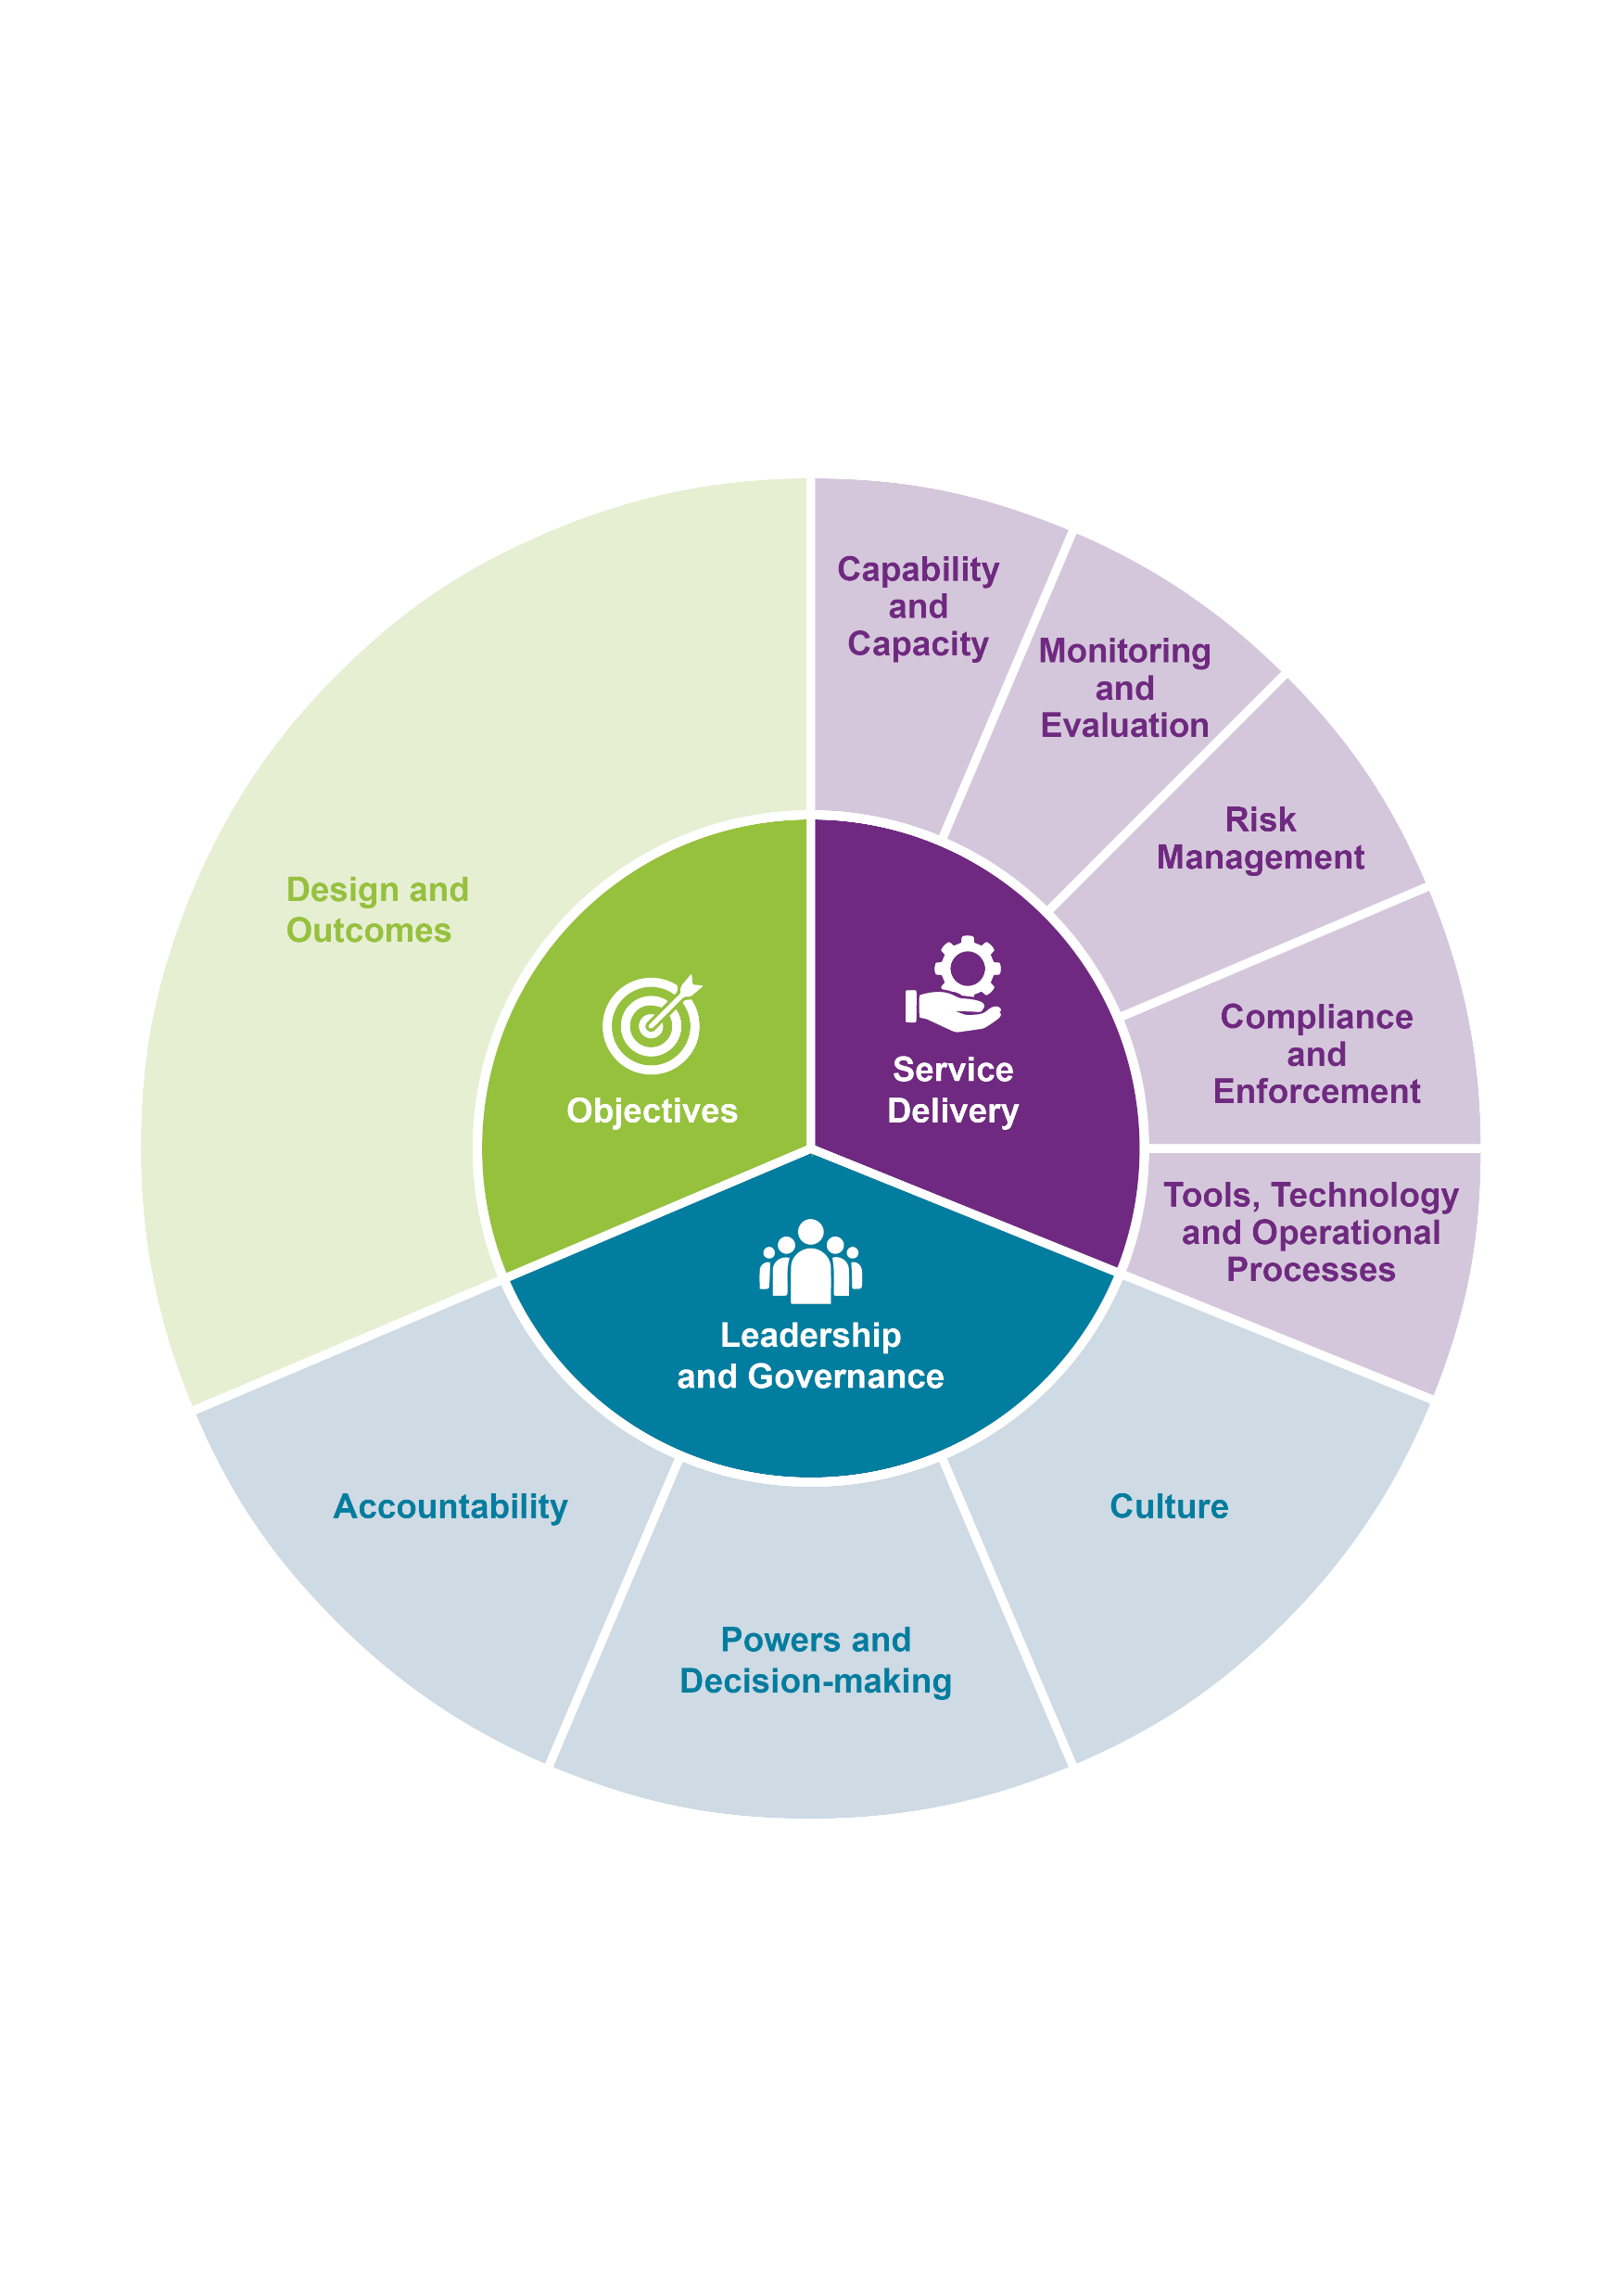 Capability
and
Capacity
Monitoring
and
Evaluation
Risk
Management
Compliance
and
Enforcement
Tools, Technology
and Operational
Processes
Design and
Outcomes
Objectives
Service
Delivery
Leadership
and Governance
Accountability
Powers and
Decision-making
Culture